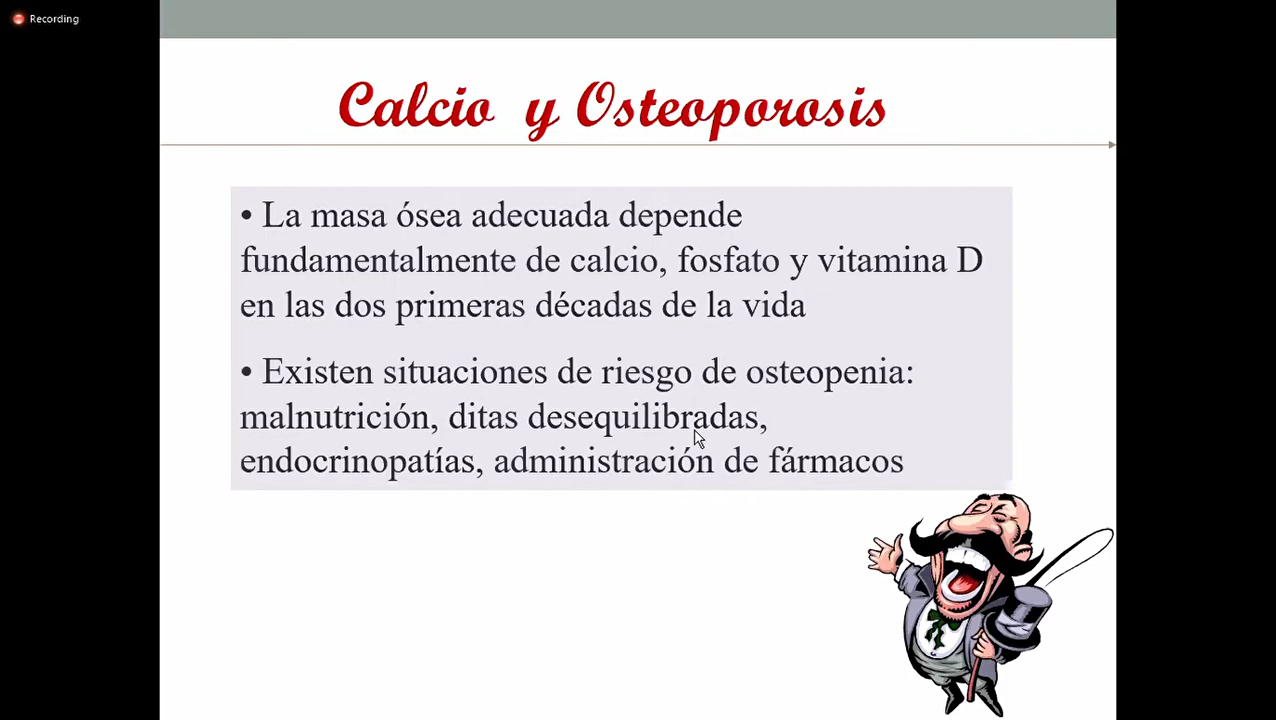 Recording
Calcio y Osteoporosis
• La masa ósea adecuada depende
fundamentalmente de calcio, fosfato y vitamina D
en las dos primeras décadas de la vida
• Existen situaciones de riesgo de osteopenia:
malnutrición, ditas desequilibradas,
endocrinopatías, administración de fármacos